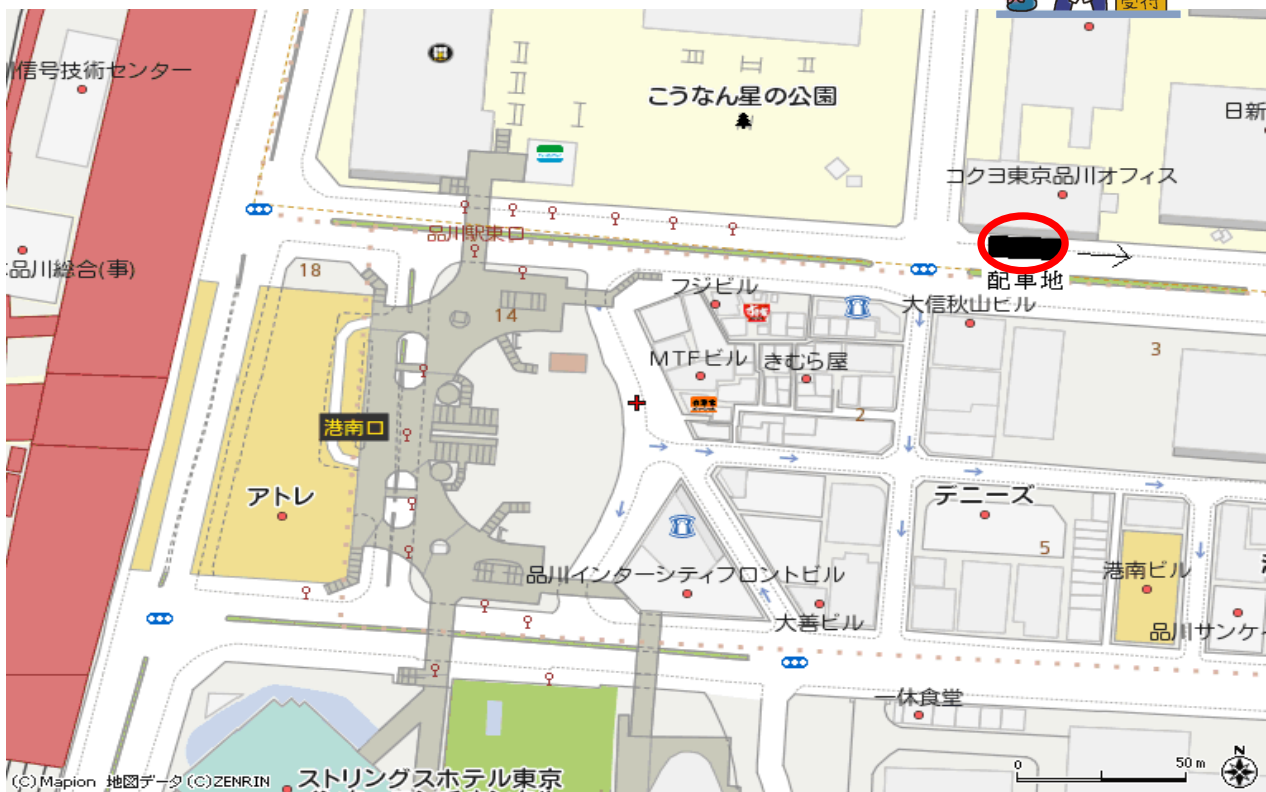 受付
川信号技術センター
こうなん星の公園
日新
コクヨ東京品川オフィス
品川駅東口
品川総合(事)
18
配車地
フジビル
大信秋山ビル
14
MTFビル
きむら屋
3
港南口
2
アトレ
デニーズ
5
品川インターシティフロントビル
港南ビル
大善ビル
品川サンケイ
一休食堂
N
0
50 m
(C)Mapion 地図データ(C)ZENRIN
ストリングスホテル東京